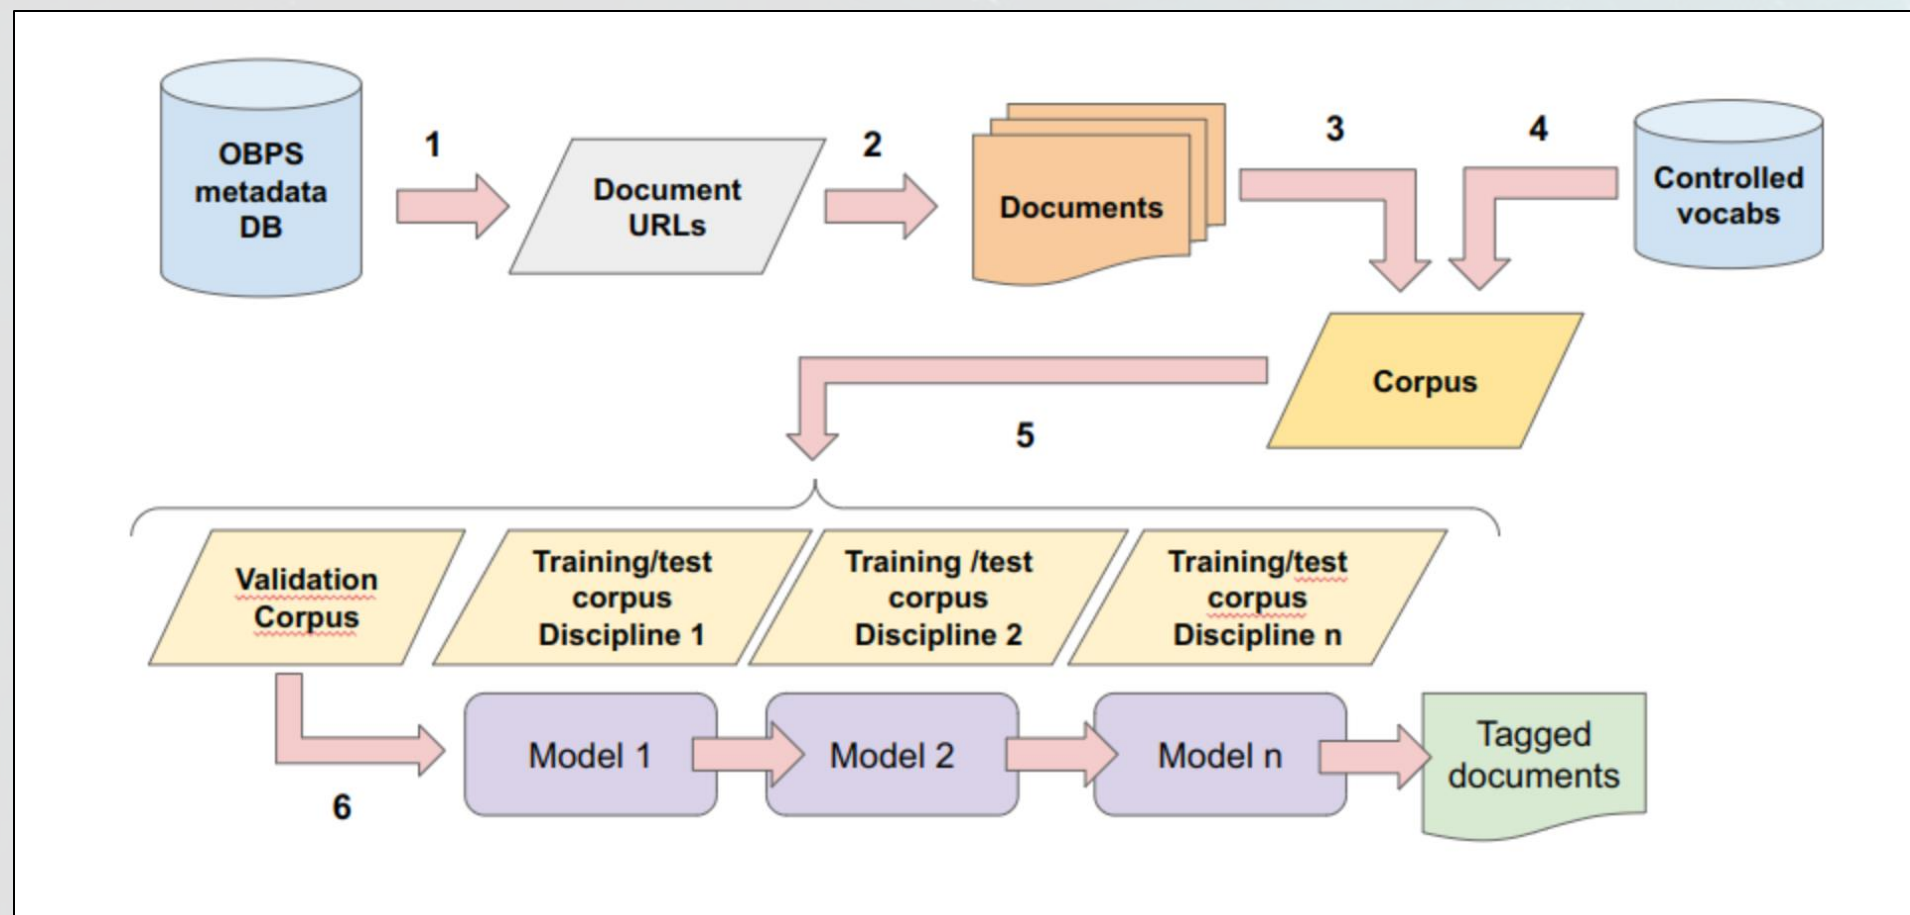 OBPS
metadata
DB
1
Document
URLs
2
Documents
3
4
Controlled
vocabs
Corpus
5
Validation
Corpus
Training/test
corpus
Discipline 1
Training /test
corpus
Discipline 2
Training/test
corpus
Discipline n
6
Model 1
Model 2
Model n
Tagged
documents